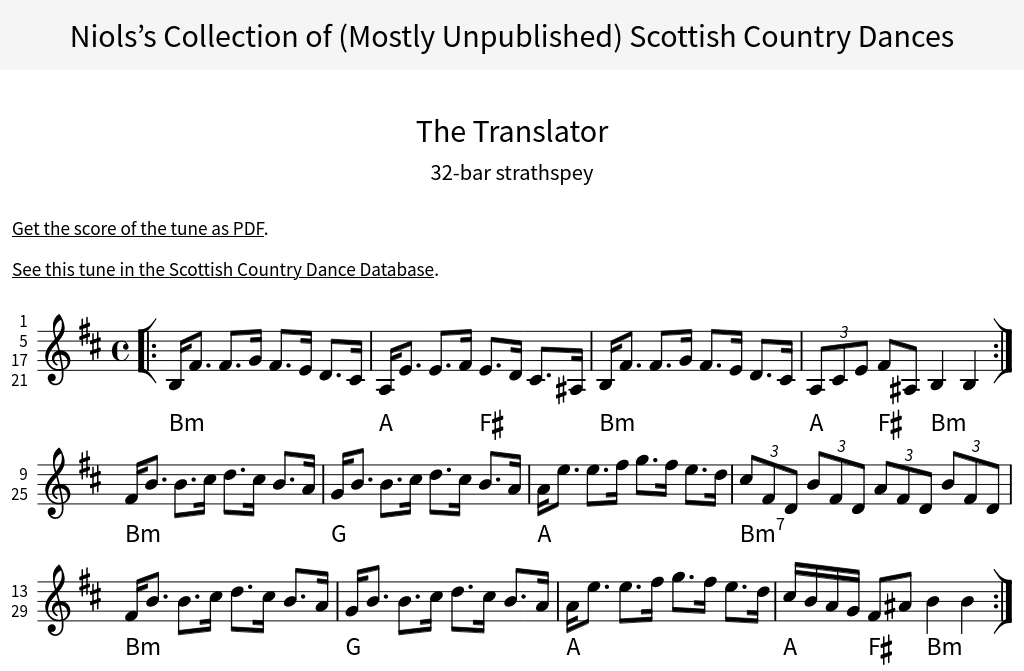 Niols’s Collection of (Mostly Unpublished) Scottish Country Dances
The Translator
32-bar strathspey
Get the score of the tune as PDF.
See this tune in the Scottish Country Dance Database.
1
5
17
21
3
Bm A F♯ Bm A F♯ Bm
9
25
3 3 3 3
Bm G A Bm7
13
29
Bm G A A F♯ Bm